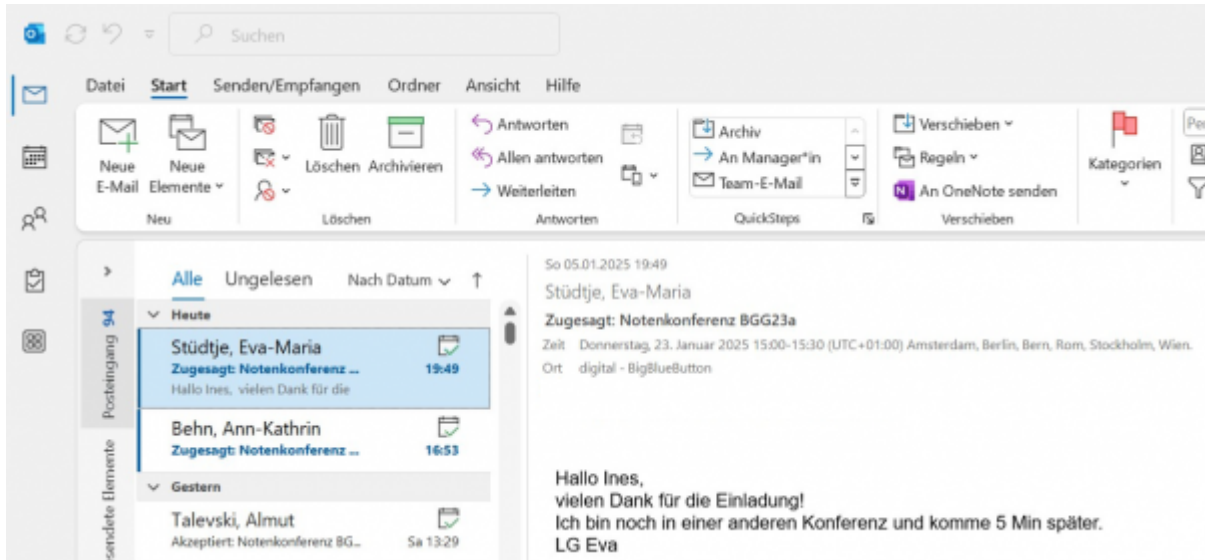 Suchen
Datei Start Senden/Empfangen Ordner Ansicht Hilfe
Neue E-Mail
Neue Elemente
Neu
Löschen Archivieren
Löschen
Antworten
Allen antworten
Weiterleiten
Antworten
Archiv
An Manager*in
Team-E-Mail
QuickSteps
Verschieben
Regeln
An OneNote senden
Verschieben
Kategorien
Alle Ungelesen Nach Datum
Posteingang 94
Heute
Stüdtje, Eva-Maria
Zugesagt: Notenkonferenz ... 19:49
Hallo Ines, vielen Dank für die
Behn, Ann-Kathrin
Zugesagt: Notenkonferenz ... 16:53
Gestern
Talevski, Almut
Akzeptiert: Notenkonferenz BG... Sa 13:29
Elemente
So 05.01.2025 19:49
Stüdtje, Eva-Maria
Zugesagt: Notenkonferenz BGG23a
Zeit Donnerstag, 23. Januar 2025 15:00-15:30 (UTC+01:00) Amsterdam, Berlin, Bern, Rom, Stockholm, Wien.
Ort digital - BigBlueButton
Hallo Ines,
vielen Dank für die Einladung!
Ich bin noch in einer anderen Konferenz und komme 5 Min später.
LG Eva